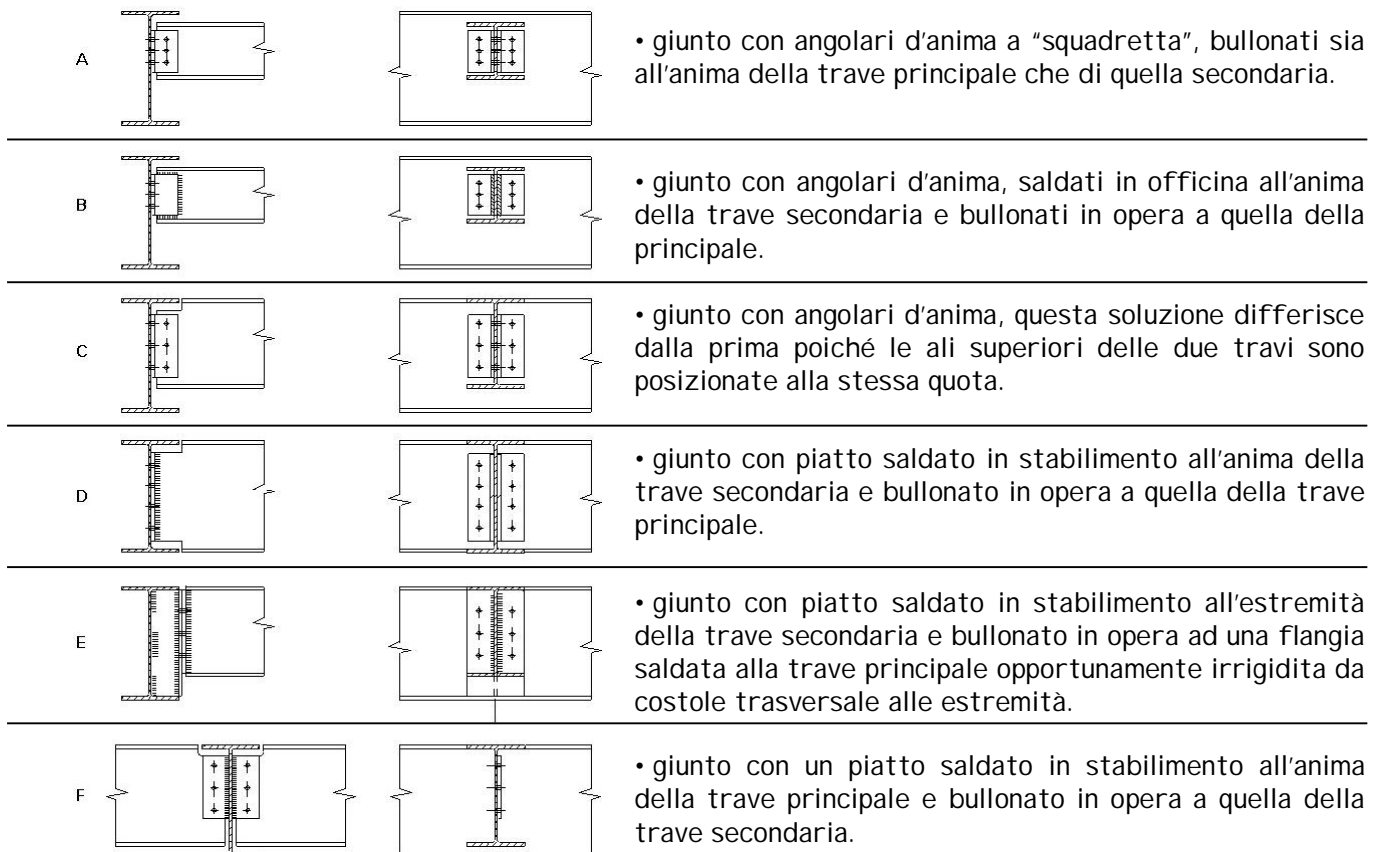 A
• giunto con angolari d'anima a “squadretta”, bullonati sia
all'anima della trave principale che di quella secondaria.
B
• giunto con angolari d'anima, saldati in officina all'anima
della trave secondaria e bullonati in opera a quella della
principale.
C
• giunto con angolari d'anima, questa soluzione differisce
dalla prima poiché le ali superiori delle due travi sono
posizionate alla stessa quota.
D
• giunto con piatto saldato in stabilimento all'anima della
trave secondaria e bullonato in opera a quella della trave
principale.
E
• giunto con piatto saldato in stabilimento all'estremità
della trave secondaria e bullonato in opera ad una flangia
saldata alla trave principale opportunamente irrigidita da
costole trasversale alle estremità.
F
• giunto con un piatto saldato in stabilimento all'anima
della trave principale e bullonato in opera a quella della
trave secondaria.